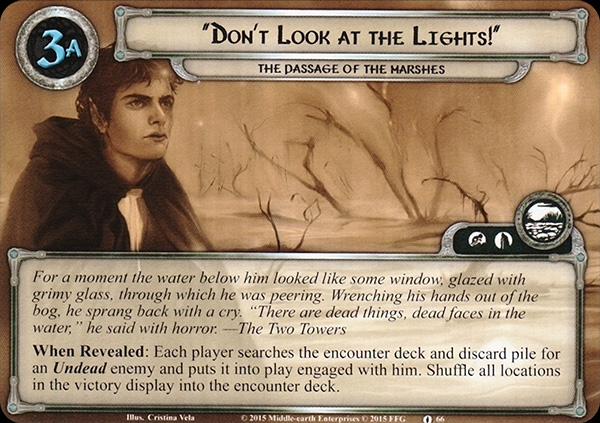 3A
"Don't Look at the Lights!"
The Passage of the Marshes
For a moment the water below him looked like some window, glazed with
grimy glass, through which he was peering. Wrenching his hands out of the
bog, he sprang back with a cry. "There are dead things, dead faces in the
water," he said with horror. —The Two Towers
When Revealed: Each player searches the encounter deck and discard pile for
an Undead enemy and puts it into play engaged with him. Shuffle all locations
in the victory display into the encounter deck.
Illus. Cristina Vela © 2015 Middle-earth Enterprises © 2015 FFG 66